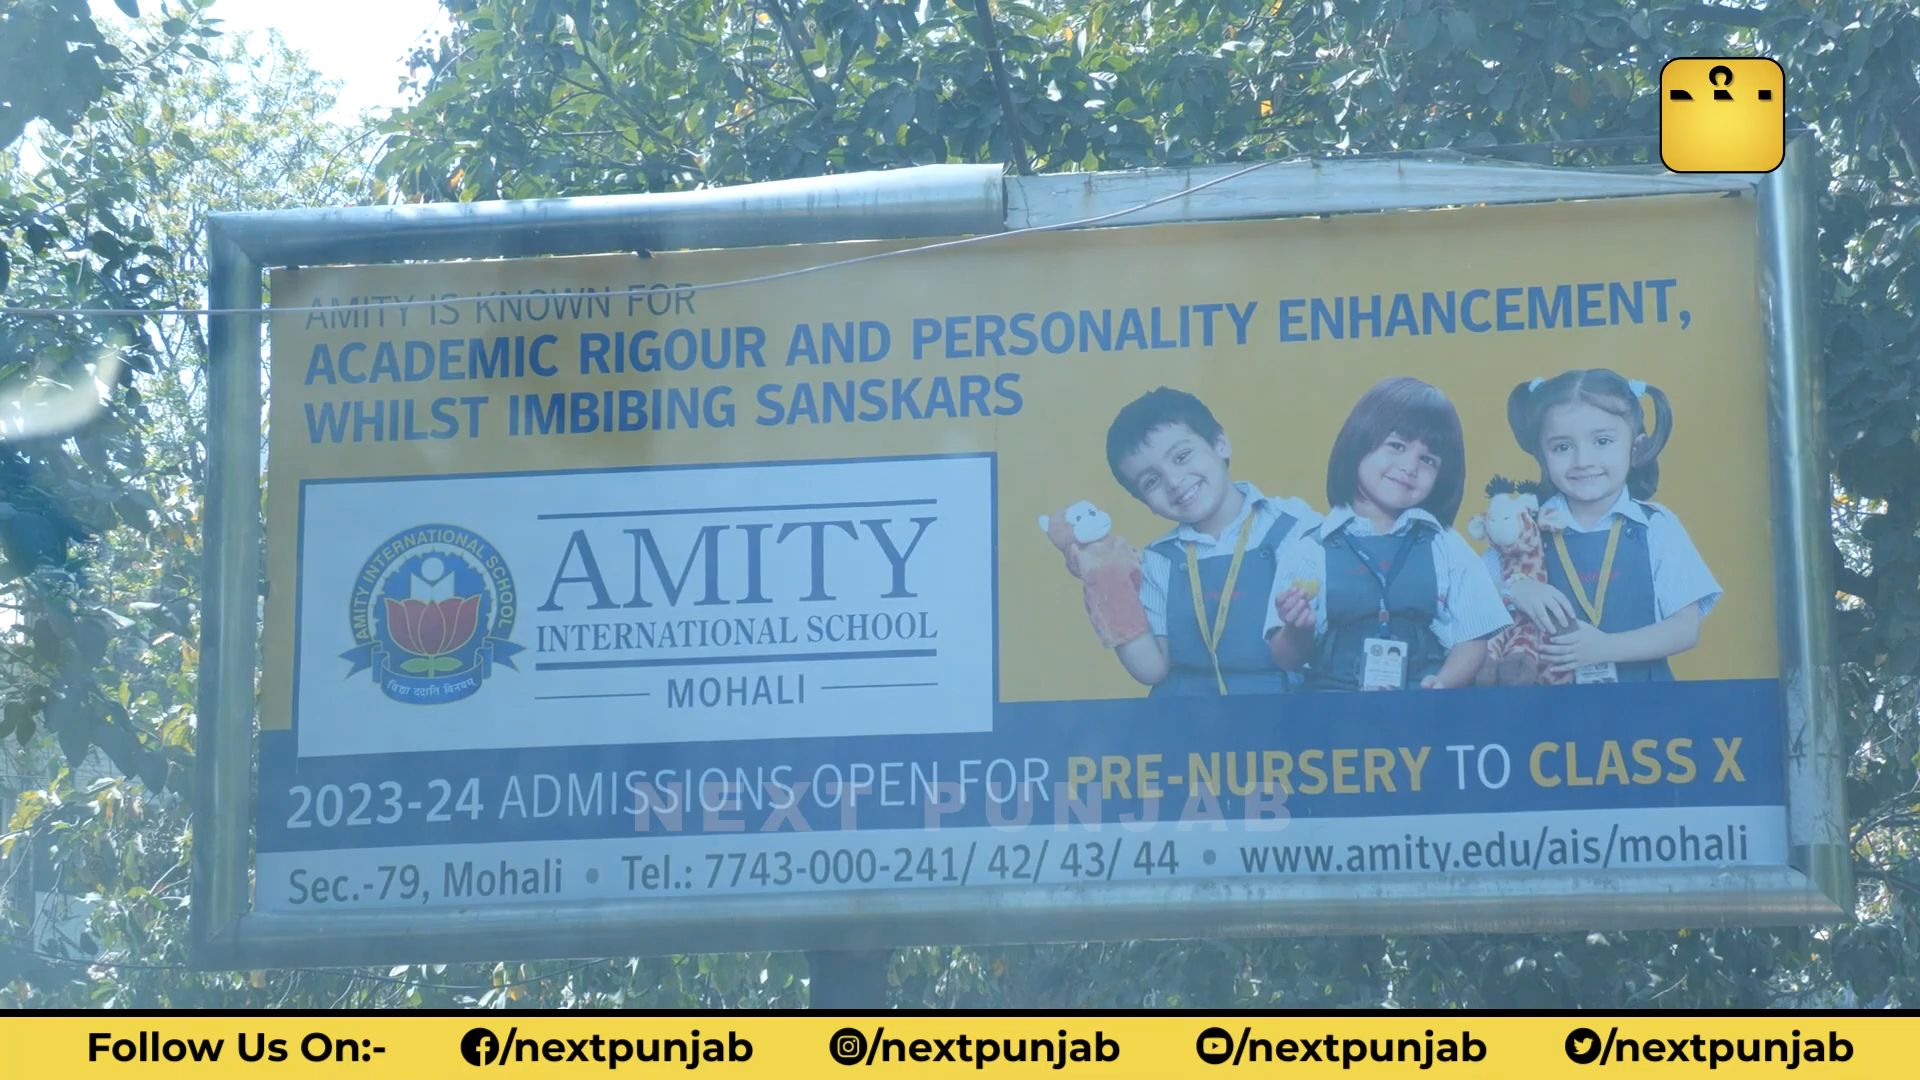 AMITY IS KNOWN FOR
ACADEMIC RIGOUR AND PERSONALITY ENHANCEMENT,
WHILST IMBIBING SANSKARS
AMITY INTERNATIONAL SCHOOL
विद्या ददाति विनयम्
AMITY
INTERNATIONAL SCHOOL
MOHALI
2023-24 ADMISSIONS OPEN FOR PRE-NURSERY TO CLASS X
NEXT PUNJAB
Sec.-79, Mohali • Tel.: 7743-000-241/ 42/ 43/ 44 • www.amity.edu/ais/mohali
Follow Us On:- /nextpunjab /nextpunjab /nextpunjab /nextpunjab